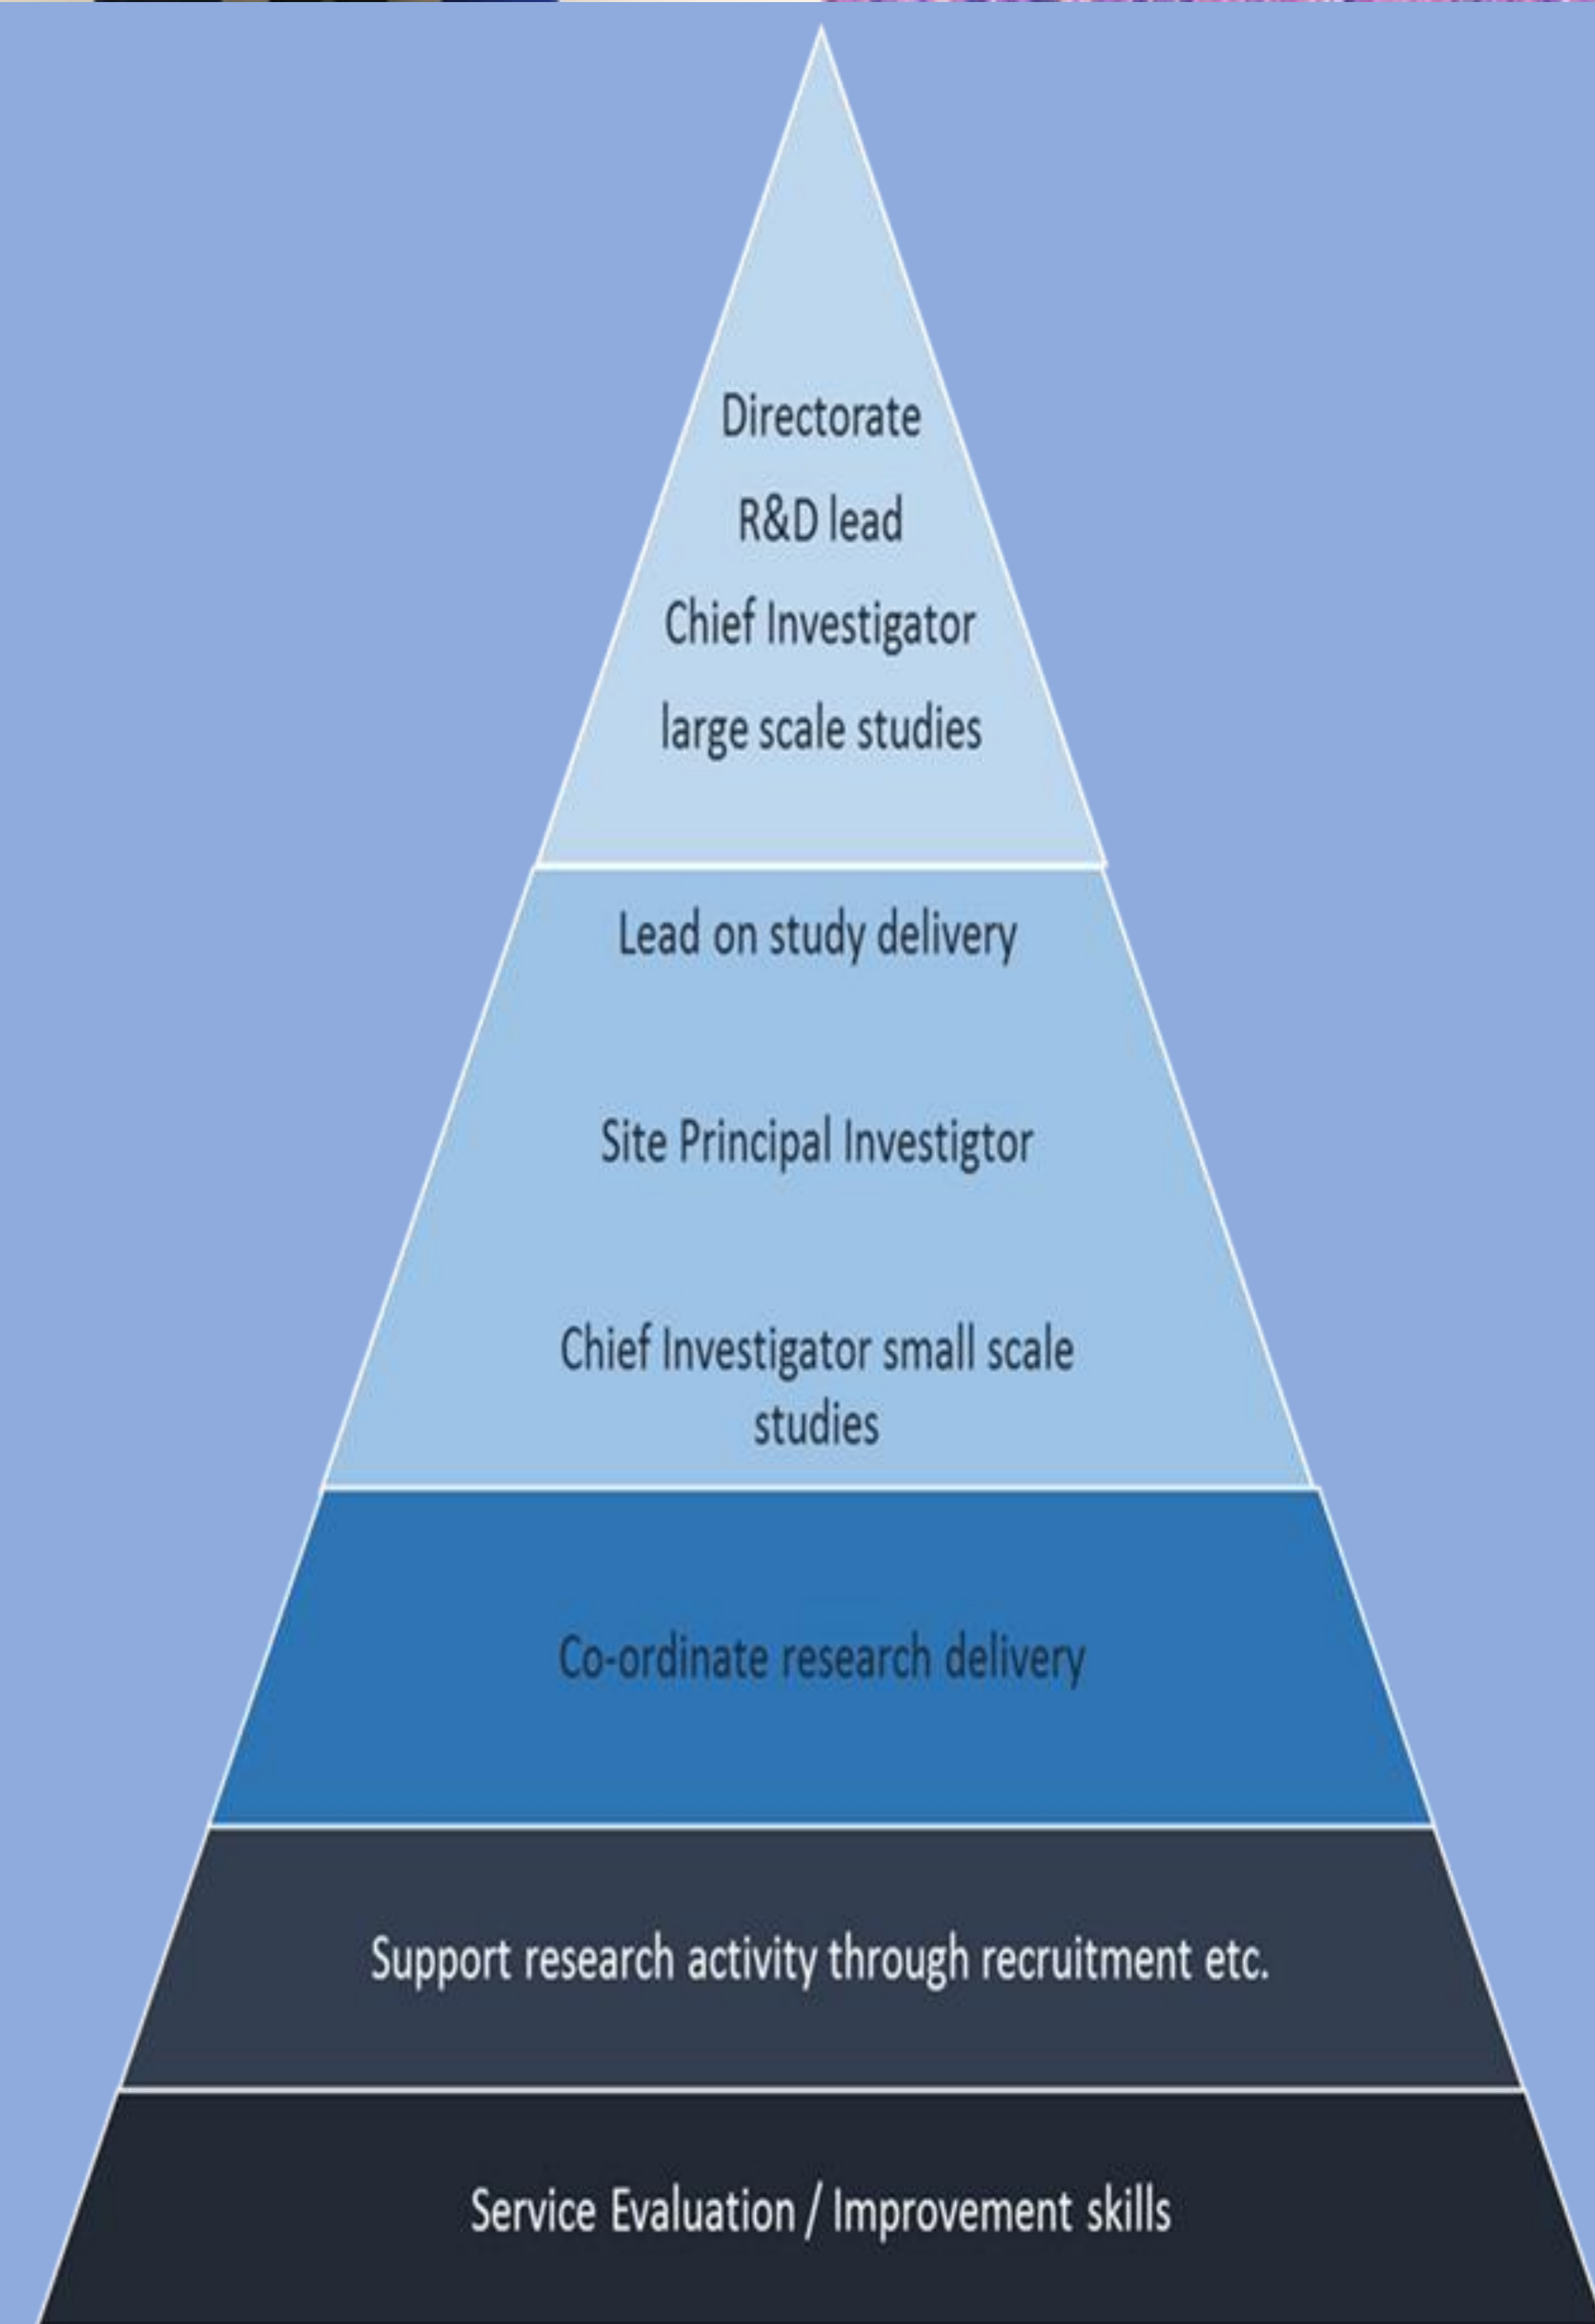 Directorate
R&D lead
Chief Investigator
large scale studies
Lead on study delivery
Site Principal Investigtor
Chief Investigator small scale
studies
Co-ordinate research delivery
Support research activity through recruitment etc.
Service Evaluation / Improvement skills